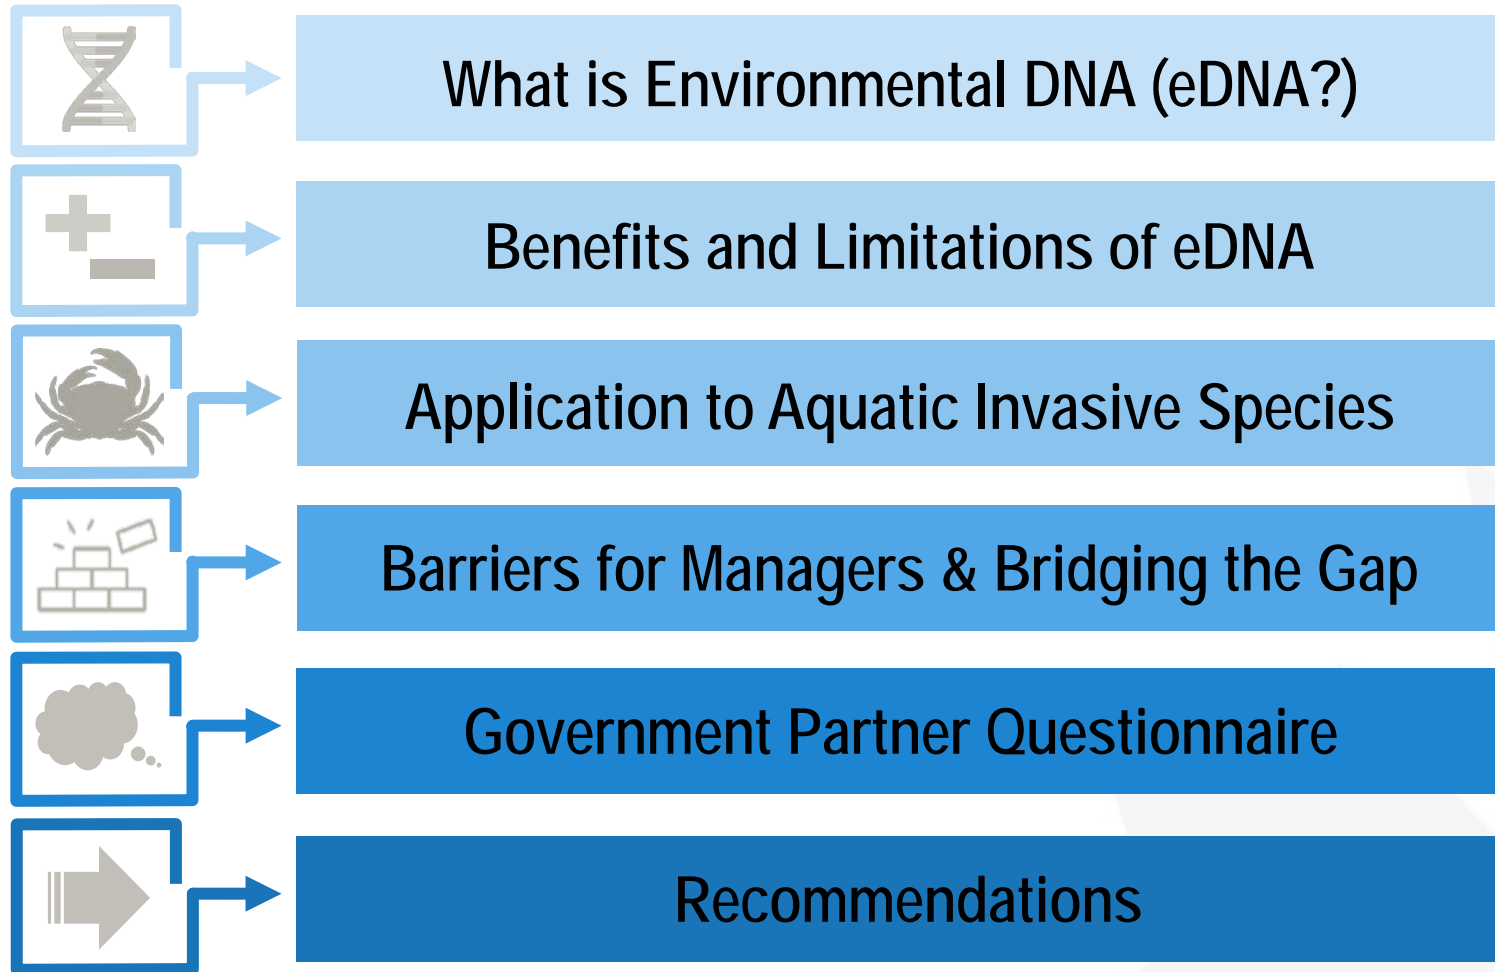 What is Environmental DNA (eDNA?)
Benefits and Limitations of eDNA
Application to Aquatic Invasive Species
Barriers for Managers & Bridging the Gap
Government Partner Questionnaire
Recommendations